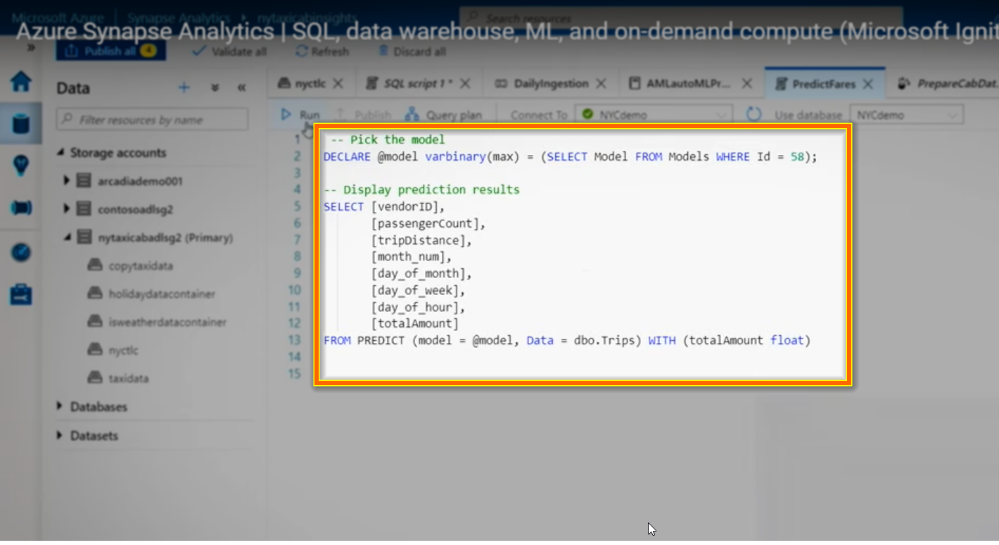 Microsoft Azure Synapse Analytics nytaxicabinsights
Search resources
Azure Synapse Analytics | SQL, data warehouse, ML, and on-demand compute (Microsoft Ignit
Publish all 4 Validate all Refresh Discard all
Data
Filter resources by name
Storage accounts
arcadiademo001
contosoadlsg2
nytaxicabadlsg2 (Primary)
copytaxidata
holidaydatacontainer
isweatherdatacontainer
nyctlc
taxidata
Databases
Datasets
nyctlc SQL script 1 * DailyIngestion AMLautoMLPr... PredictFares PrepareCabDat.
Run Publish Query plan Connect To NYCdemo Use database NYCdemo
1 -- Pick the model
2 DECLARE @model varbinary(max) = (SELECT Model FROM Models WHERE Id = 58);
3
4 -- Display prediction results
5 SELECT [vendorID],
6 [passengerCount],
7 [tripDistance],
8 [month_num],
9 [day_of_month],
10 [day_of_week],
11 [day_of_hour],
12 [totalAmount]
13 FROM PREDICT (model = @model, Data = dbo.Trips) WITH (totalAmount float)
14
15